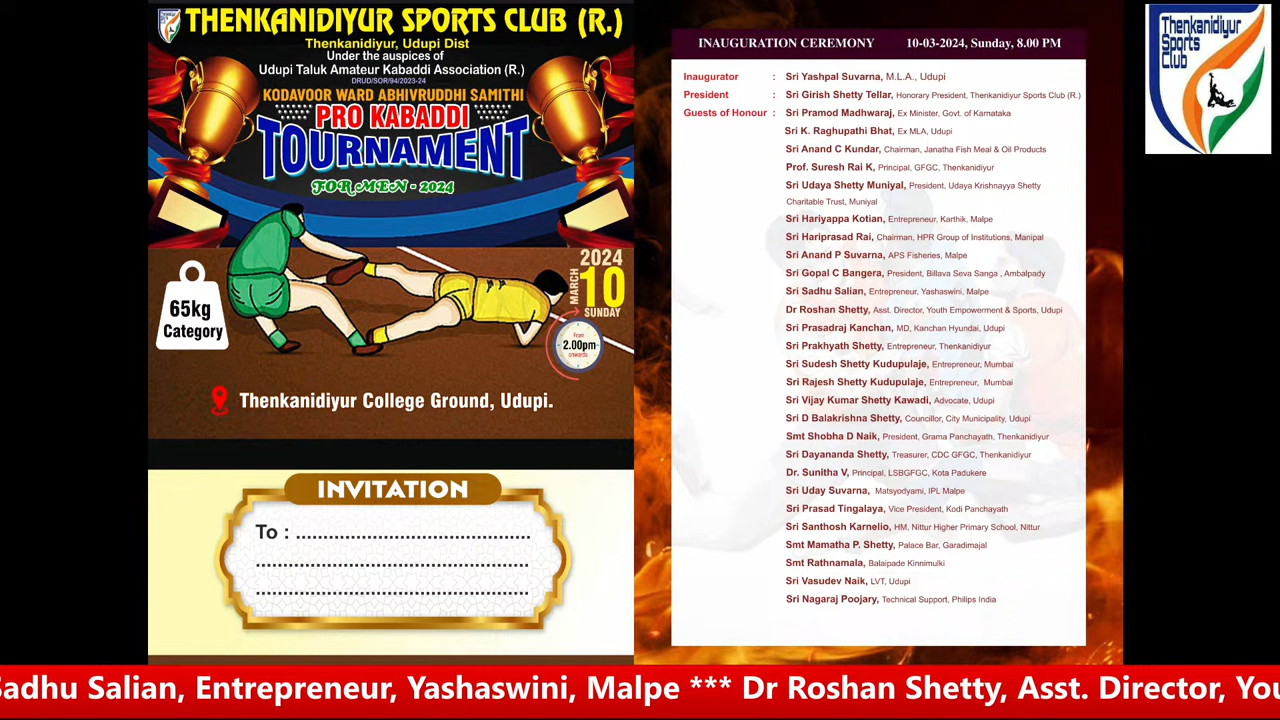 THENKANIDIYUR SPORTS CLUB (R.)
Thenkanidiyur, Udupi Dist
Under the auspices of
Udupi Taluk Amateur Kabaddi Association (R.)
DRUD/SOR/94/2023-24
KODAVOOR WARD ABHIVRUDDHI SAMITHI
PRO KABADDI
TOURNAMENT
FOR MEN - 2024
65kg
Category
2024
MARCH
10
SUNDAY
From
2.00pm
onwards
Thenkanidiyur College Ground, Udupi.
INVITATION
To : ..........................................
................................................
................................................
INAUGURATION CEREMONY 10-03-2024, Sunday, 8.00 PM
Inaugurator : Sri Yashpal Suvarna, M.L.A., Udupi
President : Sri Girish Shetty Tellar, Honorary President, Thenkanidiyur Sports Club (R.)
Guests of Honour : Sri Pramod Madhwaraj, Ex Minister, Govt. of Karnataka
Sri K. Raghupathi Bhat, Ex MLA, Udupi
Sri Anand C Kundar, Chairman, Janatha Fish Meal & Oil Products
Prof. Suresh Rai K, Principal, GFGC, Thenkanidiyur
Sri Udaya Shetty Muniyal, President, Udaya Krishnayya Shetty
Charitable Trust, Muniyal
Sri Hariyappa Kotian, Entrepreneur, Karthik, Malpe
Sri Hariprasad Rai, Chairman, HPR Group of Institutions, Manipal
Sri Anand P Suvarna, APS Fisheries, Malpe
Sri Gopal C Bangera, President, Billava Seva Sanga , Ambalpady
Sri Sadhu Salian, Entrepreneur, Yashaswini, Malpe
Dr Roshan Shetty, Asst. Director, Youth Empowerment & Sports, Udupi
Sri Prasadraj Kanchan, MD, Kanchan Hyundai, Udupi
Sri Prakhyath Shetty, Entrepreneur, Thenkanidiyur
Sri Sudesh Shetty Kudupulaje, Entrepreneur, Mumbai
Sri Rajesh Shetty Kudupulaje, Entrepreneur, Mumbai
Sri Vijay Kumar Shetty Kawadi, Advocate, Udupi
Sri D Balakrishna Shetty, Councillor, City Municipality, Udupi
Smt Shobha D Naik, President, Grama Panchayath, Thenkanidiyur
Sri Dayananda Shetty, Treasurer, CDC GFGC, Thenkanidiyur
Dr. Sunitha V, Principal, LSBGFGC, Kota Padukere
Sri Uday Suvarna, Matsyodyami, IPL Malpe
Sri Prasad Tingalaya, Vice President, Kodi Panchayath
Sri Santhosh Karnelio, HM, Nittur Higher Primary School, Nittur
Smt Mamatha P. Shetty, Palace Bar, Garadimajal
Smt Rathnamala, Balaipade Kinnimulki
Sri Vasudev Naik, LVT, Udupi
Sri Nagaraj Poojary, Technical Support, Philips India
Thenkanidiyur
Sports
Club
Sadhu Salian, Entrepreneur, Yashaswini, Malpe *** Dr Roshan Shetty, Asst. Director, You